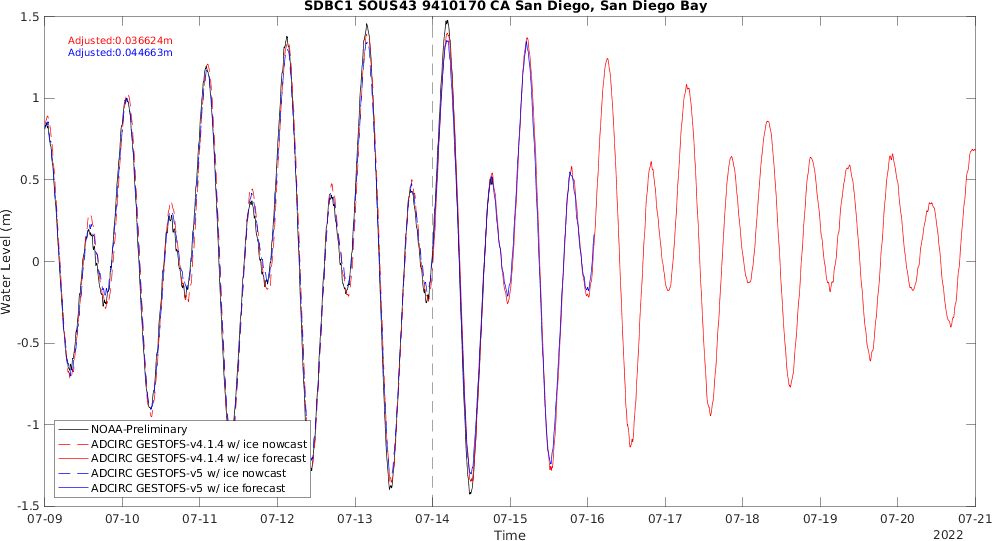 SDBC1 SOUS43 9410170 CA San Diego, San Diego Bay
Adjusted:0.036624m
Adjusted:0.044663m
1.5
1
0.5
0
-0.5
-1
-1.5
Water Level (m)
NOAA-Preliminary
ADCIRC GESTOFS-v4.1.4 w/ ice nowcast
ADCIRC GESTOFS-v4.1.4 w/ ice forecast
ADCIRC GESTOFS-v5 w/ ice nowcast
ADCIRC GESTOFS-v5 w/ ice forecast
07-09 07-10 07-11 07-12 07-13 07-14 07-15 07-16 07-17 07-18 07-19 07-20 07-21
Time
2022